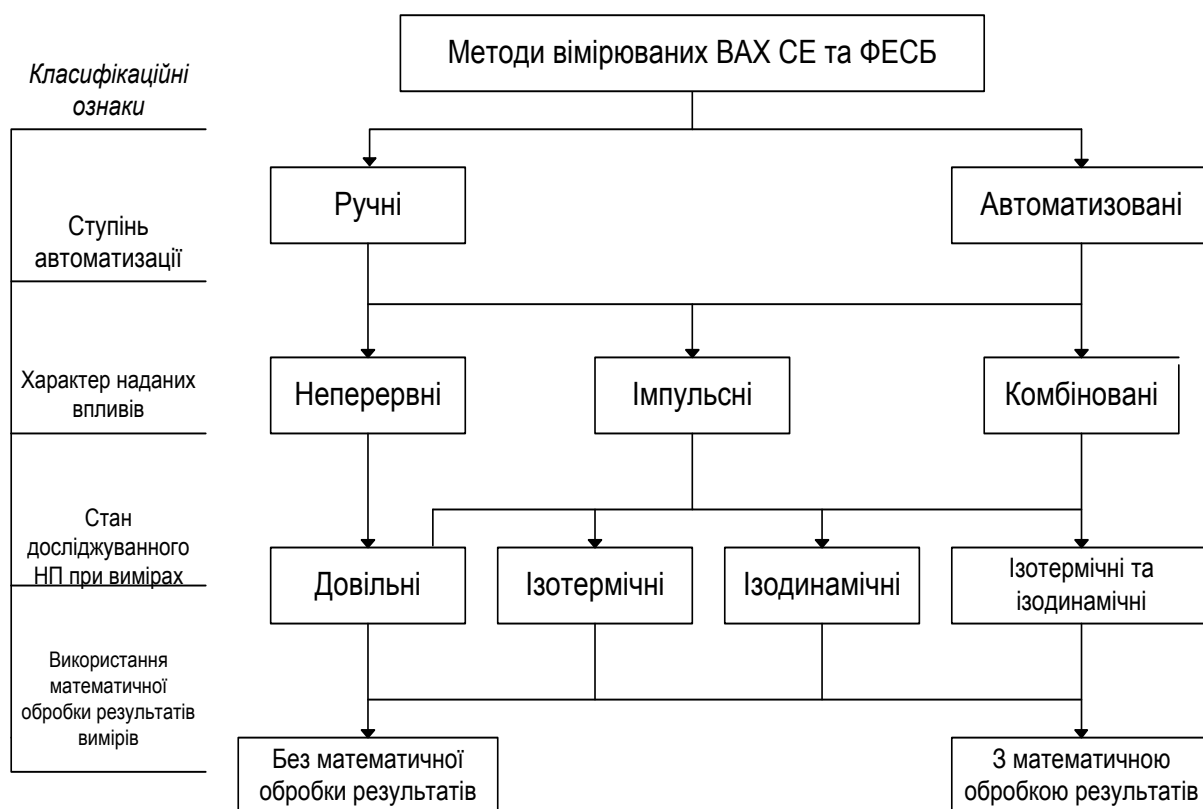 Методи вімірюваних ВАХ СЕ та ФЕСБ
Класифікаційні
ознаки
Ступінь
автоматизації
Ручні
Автоматизовані
Характер наданих
впливів
Неперервні
Імпульсні
Комбіновані
Стан
досліджуванного
НП при вимірах
Довільні
Ізотермічні
Ізодинамічні
Ізотермічні та
ізодинамічні
Використання
математичної
обробки результатів
вимірів
Без математичної
обробки результатів
З математичною
обробкою результатів